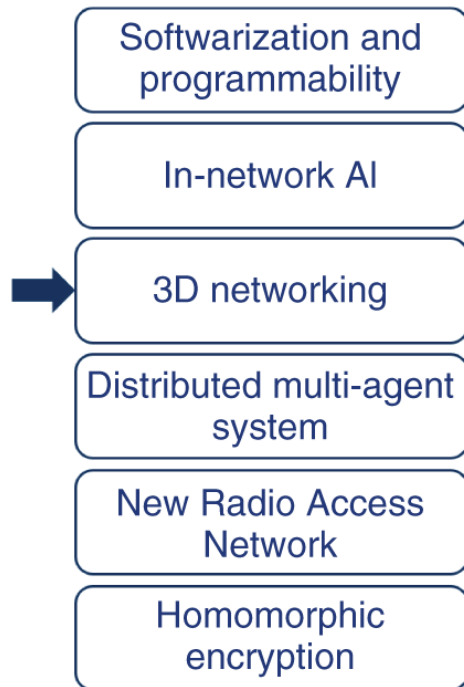 Softwarization and
programmability
In-network AI
3D networking
Distributed multi-agent
system
New Radio Access
Network
Homomorphic
encryption